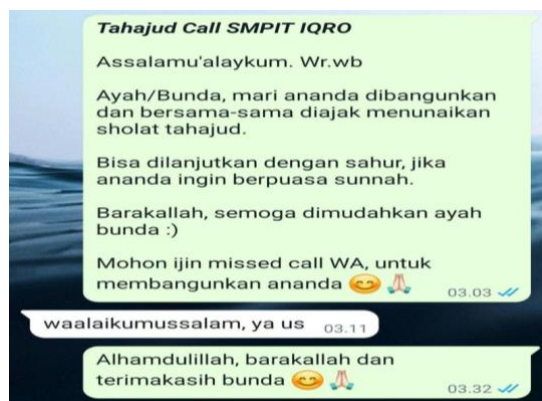 Tahajud Call SMPIT IQRO
Assalamu'alaykum. Wr.wb
Ayah/Bunda, mari ananda dibangunkan
dan bersama-sama diajak menunaikan
sholat tahajud.
Bisa dilanjutkan dengan sahur, jika
ananda ingin berpuasa sunnah.
Barakallah, semoga dimudahkan ayah
bunda :)
Mohon ijin missed call WA, untuk
membangunkan ananda 😊 🙏🏻
03.03
waalaikumussalam, ya us 03.11
Alhamdulillah, barakallah dan
terimakasih bunda 😊 🙏🏻
03.32